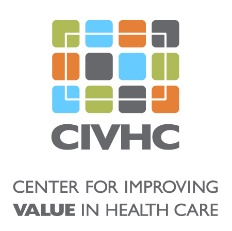 CIVHC
CENTER FOR IMPROVING
VALUE IN HEALTH CARE